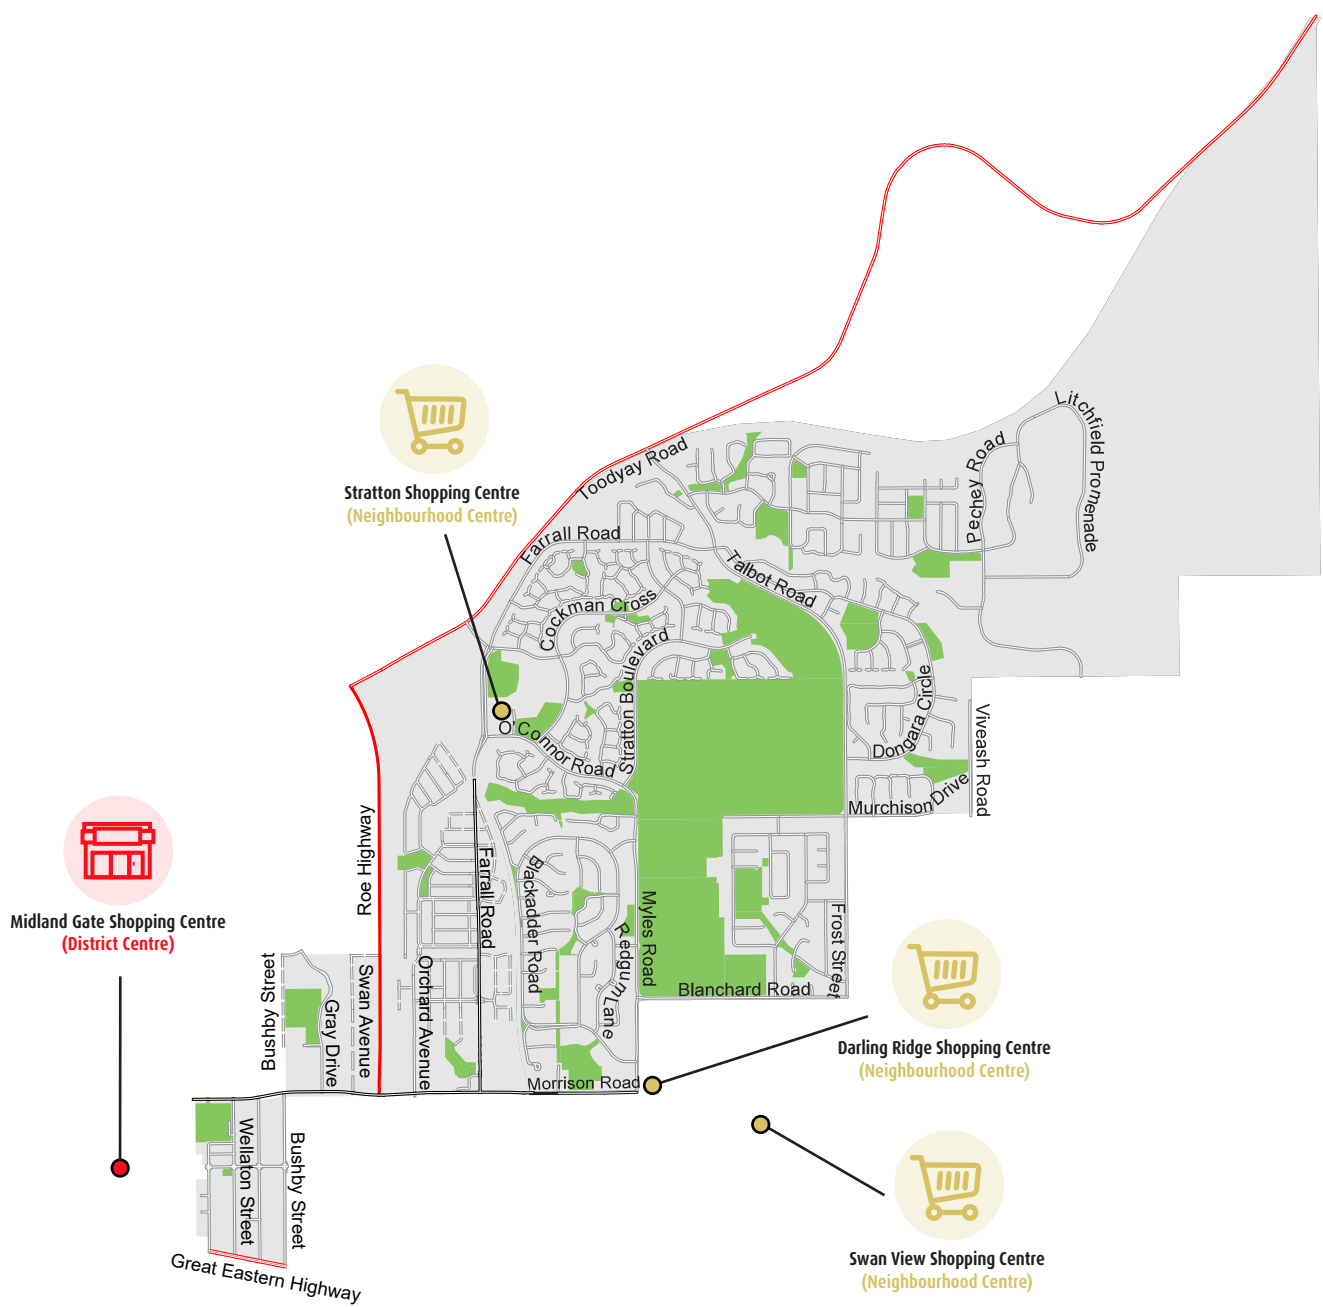 Litchfield Promenade
Pechey Road
Toodyay Road
Stratton Shopping Centre
(Neighbourhood Centre)
Farrall Road
Talbot Road
Cockman Cross
Stratton Boulevard
O'Connor Road
Dongara Circle
Viveash Road
Murchison Drive
Roe Highway
Farrall Road
Blackadder Road
Redgum Lane
Myles Road
Frost Street
Blanchard Road
Midland Gate Shopping Centre
(District Centre)
Bushby Street
Gray Drive
Swan Avenue
Orchard Avenue
Morrison Road
Darling Ridge Shopping Centre
(Neighbourhood Centre)
Wellaton Street
Bushby Street
Great Eastern Highway
Swan View Shopping Centre
(Neighbourhood Centre)